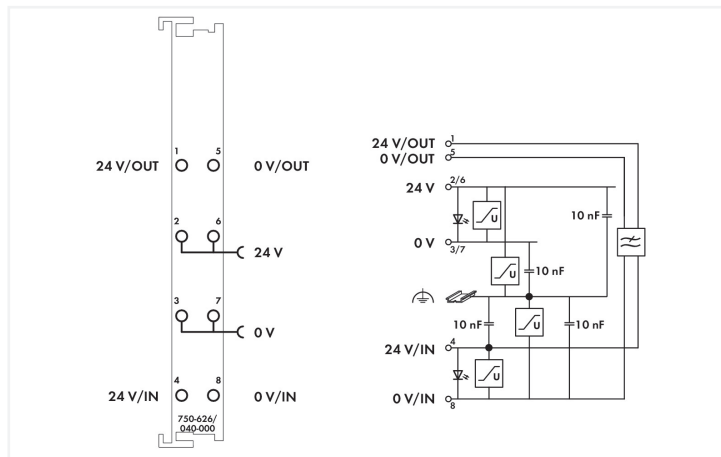 1 5
24 V/OUT 0 V/OUT
2 6
24 V
3 7
0 V
4 8
24 V/IN 0 V/IN
750-626/
040-000
24 V/OUT 1
0 V/OUT 5
24 V 2/6
10 nF
U
0 V
3/7
U 10 nF
10 nF U 10 nF
24 V/IN 4
U
0 V/IN
8